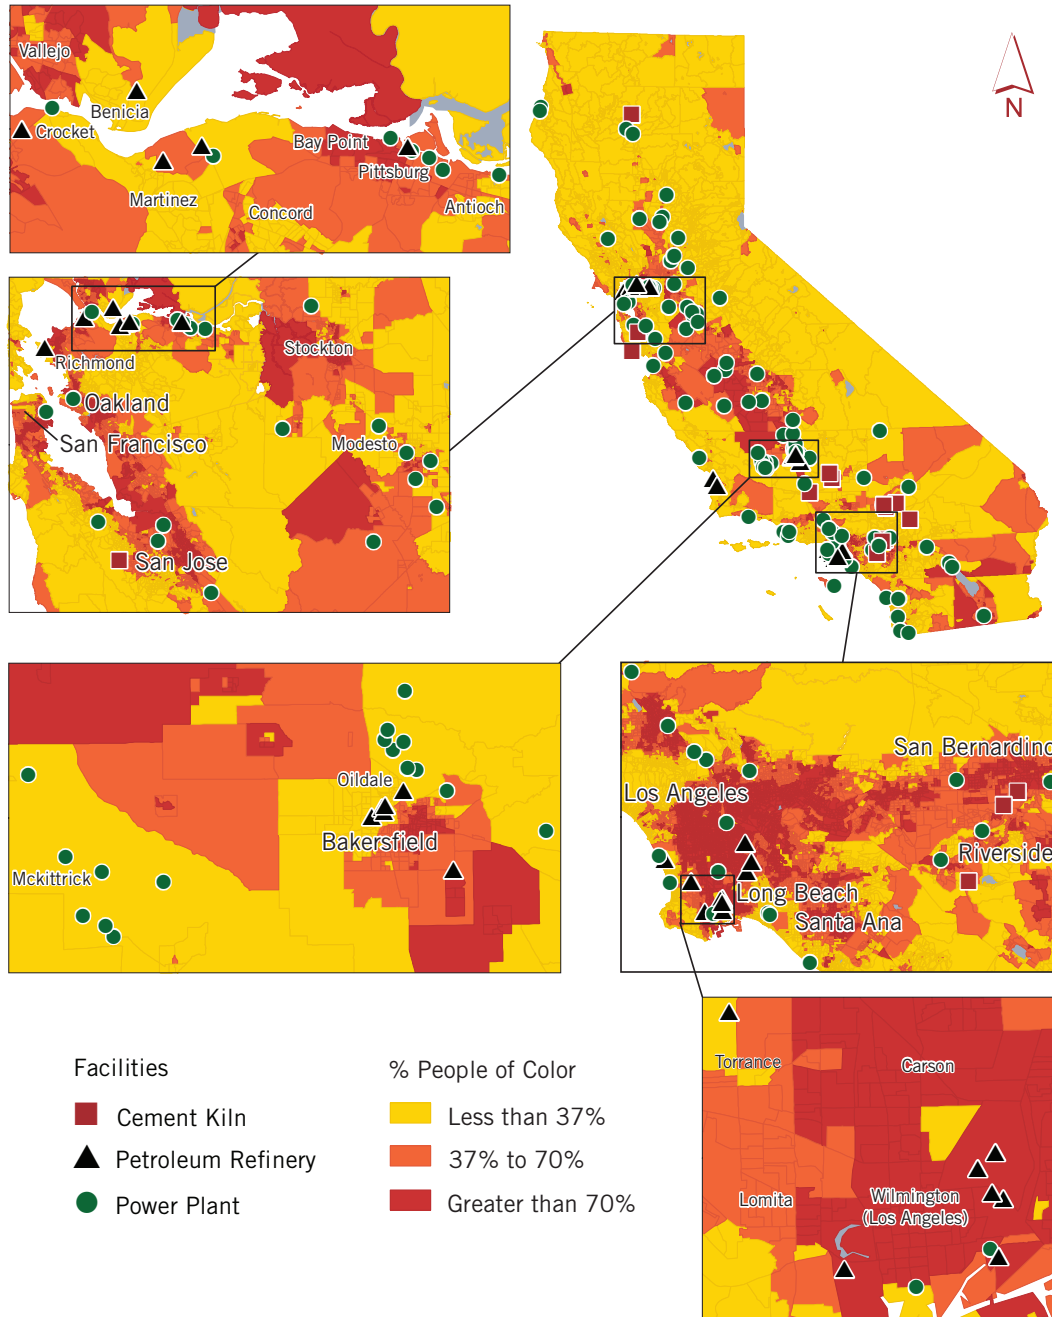 Vallejo
Benicia
Crocket
Bay Point
Pittsburg
Martinez
Concord
Antioch
N
Richmond
Stockton
Oakland
San Francisco
Modesto
San Jose
Oildale
Bakersfield
Mckittrick
San Bernardino
Los Angeles
Riverside
Long Beach
Santa Ana
Torrance
Carson
Lomita
Wilmington
(Los Angeles)
Facilities
Cement Kiln
Petroleum Refinery
Power Plant
% People of Color
Less than 37%
37% to 70%
Greater than 70%